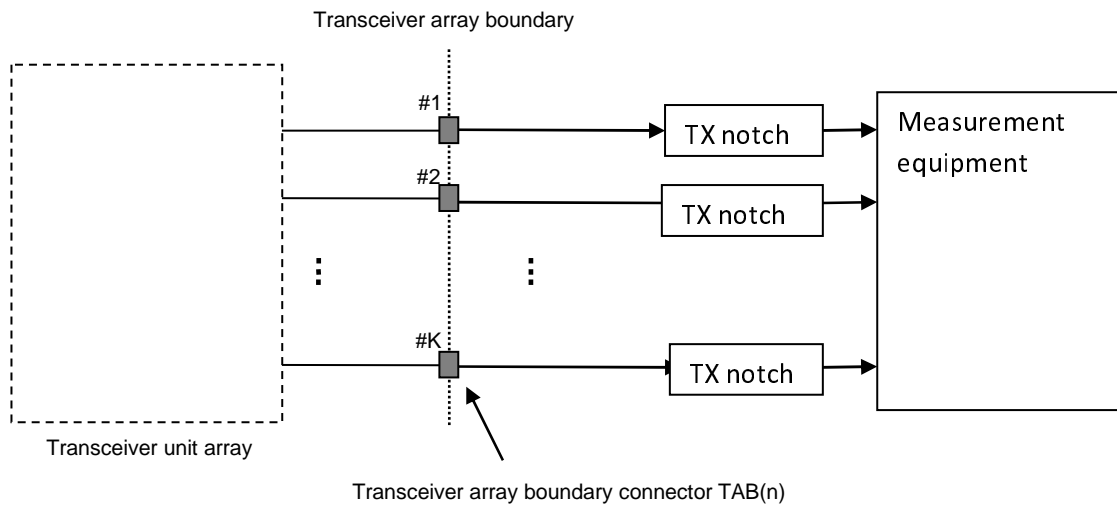 Transceiver array boundary
#1
TX notch
Measurement
equipment
#2
TX notch
#K
TX notch
Transceiver unit array
Transceiver array boundary connector TAB(n)